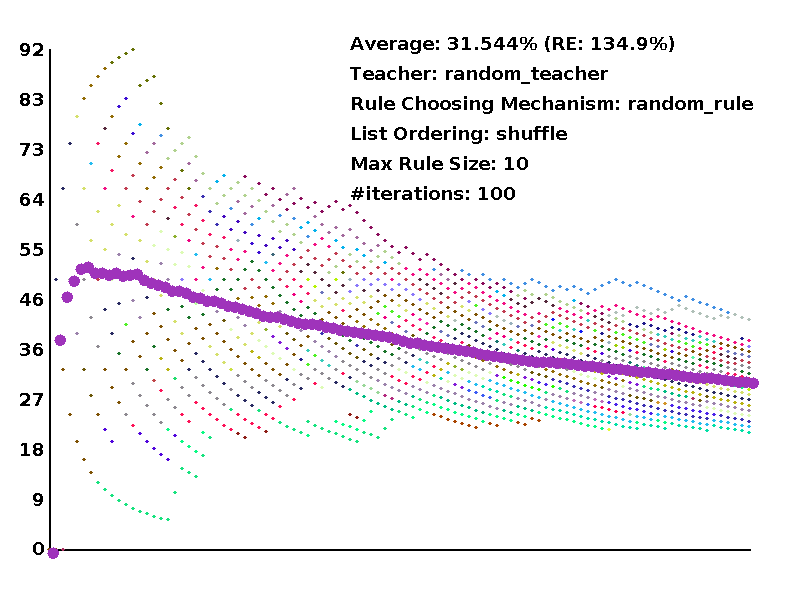 Average: 31.544% (RE: 134.9%)
Teacher: random_teacher
Rule Choosing Mechanism: random_rule
List Ordering: shuffle
Max Rule Size: 10
#iterations: 100
92
83
73
64
55
46
36
27
18
9
0